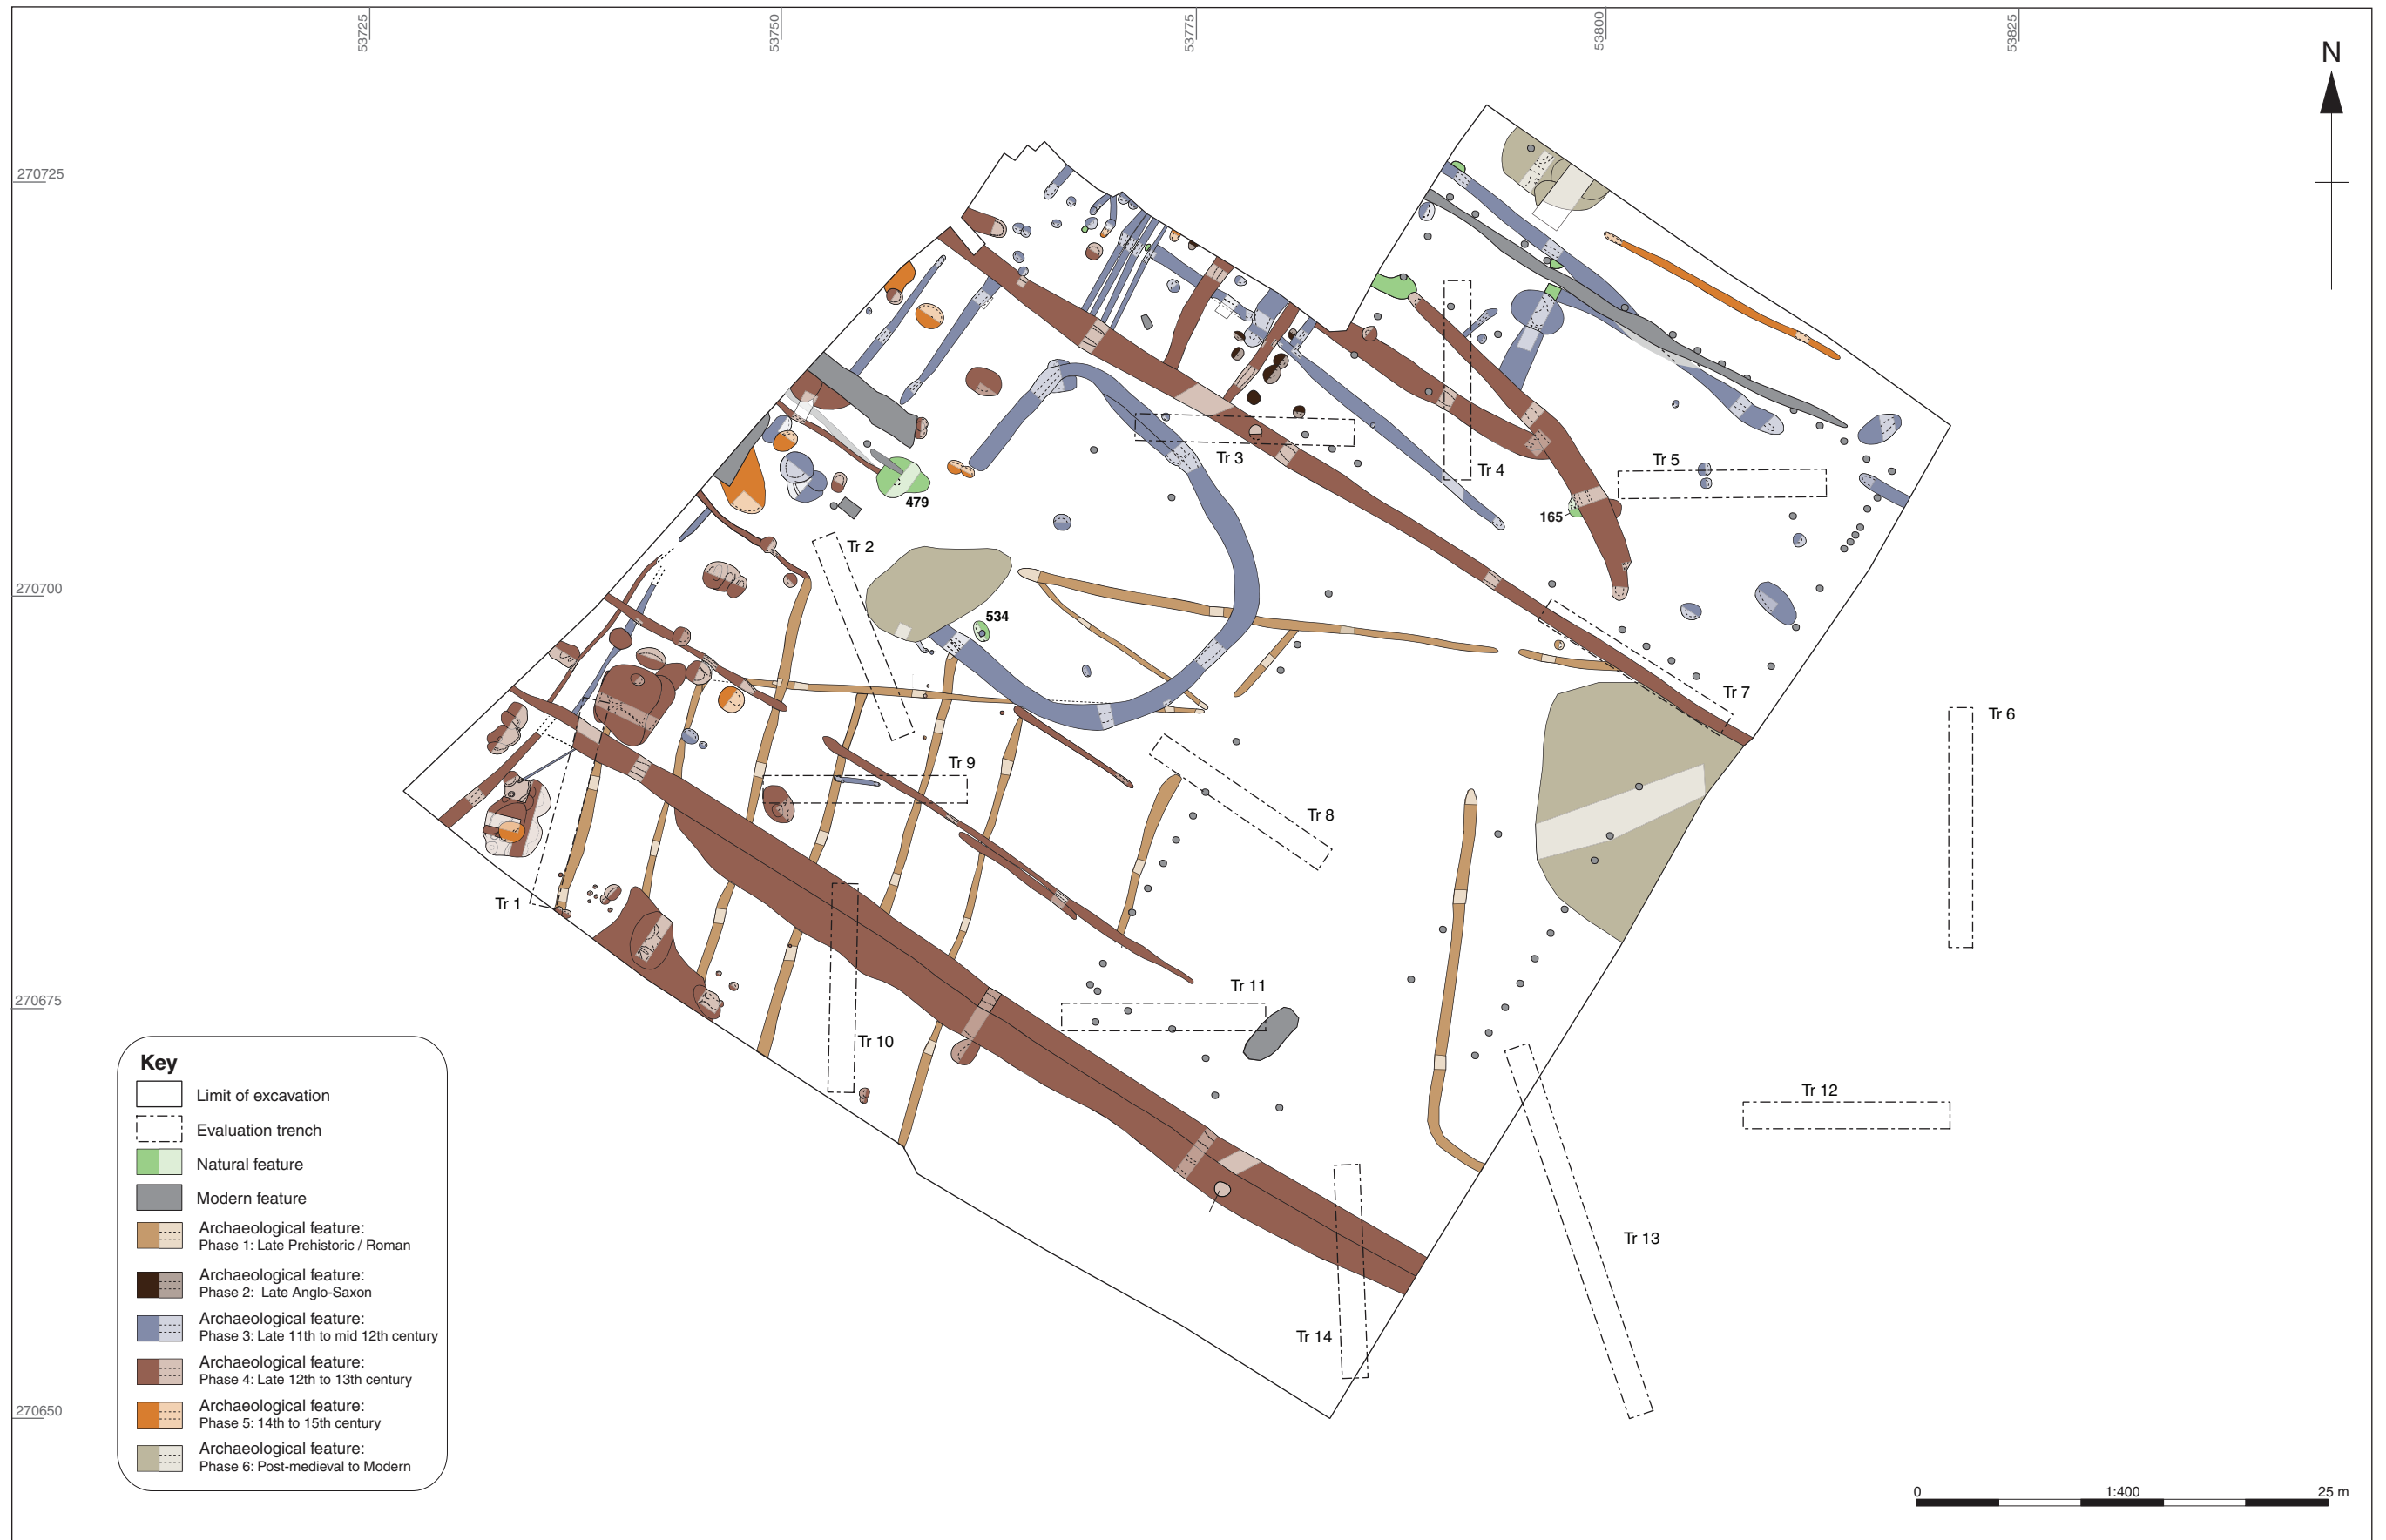 53725
53750
53775
53800
53825
N
270725
270700
270675
270650
Tr 3
Tr 4
Tr 5
479
165
Tr 2
534
Tr 7
Tr 6
Tr 9
Tr 8
Tr 1
Tr 11
Tr 10
Tr 12
Tr 13
Tr 14
Key
Limit of excavation
Evaluation trench
Natural feature
Modern feature
Archaeological feature:
Phase 1: Late Prehistoric / Roman
Archaeological feature:
Phase 2: Late Anglo-Saxon
Archaeological feature:
Phase 3: Late 11th to mid 12th century
Archaeological feature:
Phase 4: Late 12th to 13th century
Archaeological feature:
Phase 5: 14th to 15th century
Archaeological feature:
Phase 6: Post-medieval to Modern
0 1:400 25 m